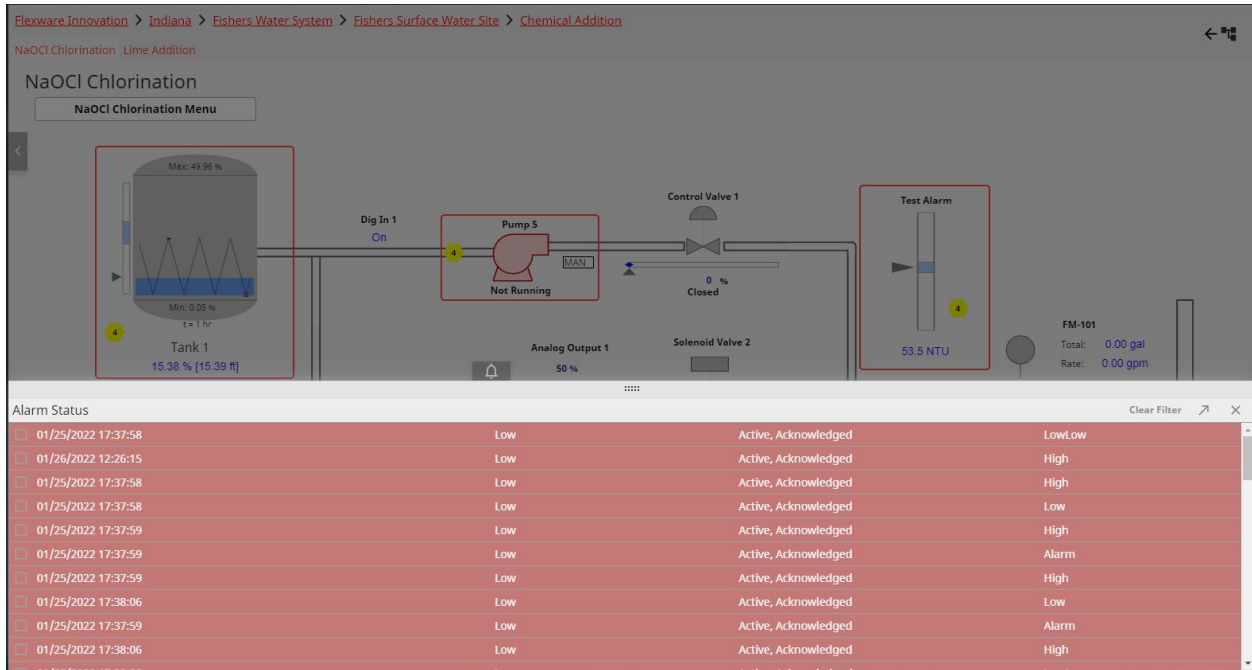 Flexware Innovation > Indiana > Fishers Water System > Fishers Surface Water Site > Chemical Addition
NaOCl Chlorination Lime Addition
NaOCl Chlorination
NaOCl Chlorination Menu
Max: 49.96 %
Min: 0.05 %
t = 1 hr
4
Tank 1
15.38 % [15.39 ft]
Dig In 1
On
Pump 5
4
MAN
Not Running
Control Valve 1
0 %
Closed
Analog Output 1
50 %
Solenoid Valve 2
Test Alarm
4
53.5 NTU
FM-101
Total: 0.00 gal
Rate: 0.00 gpm
Alarm Status Clear Filter
01/25/2022 17:37:58 Low Active, Acknowledged LowLow
01/26/2022 12:26:15 Low Active, Acknowledged High
01/25/2022 17:37:58 Low Active, Acknowledged High
01/25/2022 17:37:58 Low Active, Acknowledged Low
01/25/2022 17:37:59 Low Active, Acknowledged High
01/25/2022 17:37:59 Low Active, Acknowledged Alarm
01/25/2022 17:37:59 Low Active, Acknowledged High
01/25/2022 17:38:06 Low Active, Acknowledged Low
01/25/2022 17:37:59 Low Active, Acknowledged Alarm
01/25/2022 17:38:06 Low Active, Acknowledged High